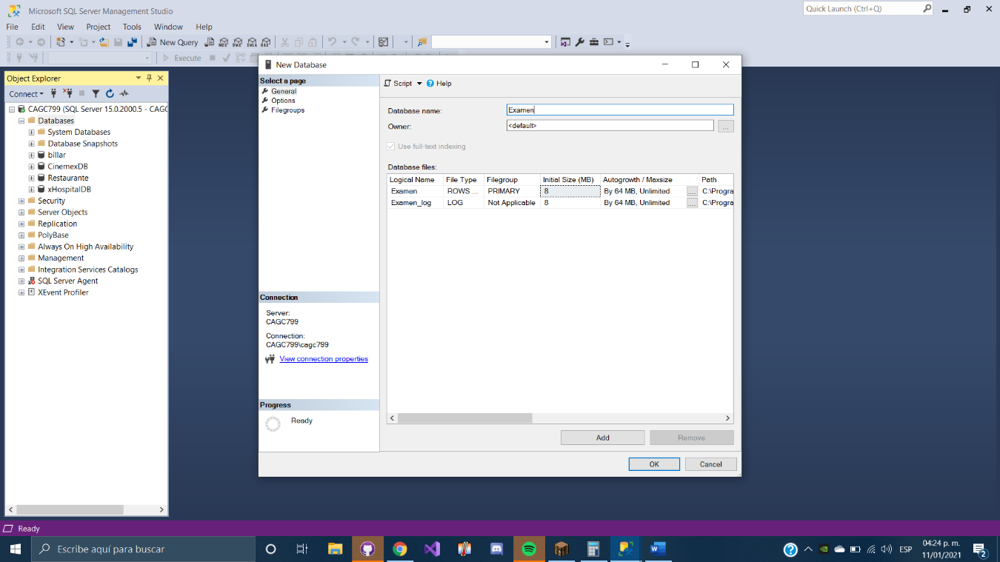 Microsoft SQL Server Management Studio
Quick Launch (Ctrl+Q)
File Edit View Project Tools Window Help
New Query
Execute
Object Explorer
Connect
CAGC799 (SQL Server 15.0.2000.5 - CAG
Databases
System Databases
Database Snapshots
billar
CinemexDB
Restaurante
xHospitalDB
Security
Server Objects
Replication
PolyBase
Always On High Availability
Management
Integration Services Catalogs
SQL Server Agent
XEvent Profiler
New Database
Select a page
General
Options
Filegroups
Connection
Server:
CAGC799
Connection:
CAGC799\cagc799
View connection properties
Progress
Ready
Script Help
Database name: Examen
Owner: <default> ...
Use full-text indexing
Database files:
Logical Name File Type Filegroup Initial Size (MB) Autogrowth / Maxsize Path
Examen ROWS ... PRIMARY 8 By 64 MB, Unlimited ... C:\Progra
Examen_log LOG Not Applicable 8 By 64 MB, Unlimited ... C:\Progra
Add Remove
OK Cancel
Ready
Escribe aquí para buscar
ESP
04:24 p. m.
11/01/2021
2